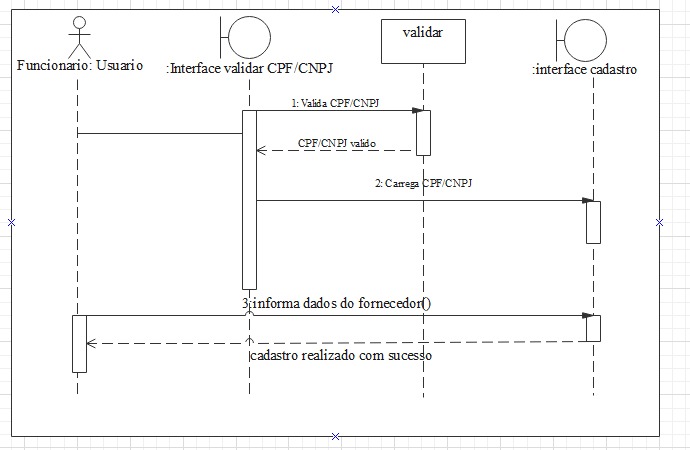 validar
Funcionario: Usuario
:Interface validar CPF/CNPJ
:interface cadastro
1: Valida CPF/CNPJ
CPF/CNPJ valido
2: Carrega CPF/CNPJ
3:informa dados do fornecedor()
cadastro realizado com sucesso